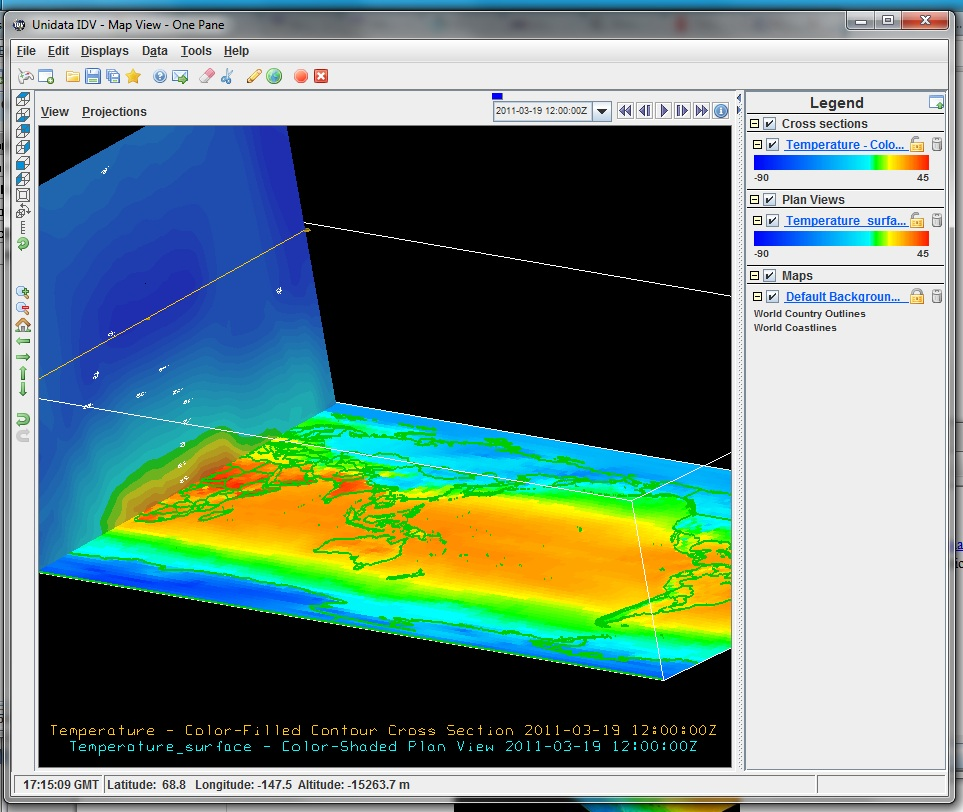 Unidata IDV - Map View - One Pane
File Edit Displays Data Tools Help
View Projections
2011-03-19 12:00:00Z
Legend
Cross sections
Temperature - Colo...
-90 45
Plan Views
Temperature_surfa...
-90 45
Maps
Default Backgroun...
World Country Outlines
World Coastlines
Temperature - Color-Filled Contour Cross Section 2011-03-19 12:00:00Z
Temperature_surface - Color-Shaded Plan View 2011-03-19 12:00:00Z
17:15:09 GMT Latitude: 68.8 Longitude: -147.5 Altitude: -15263.7 m